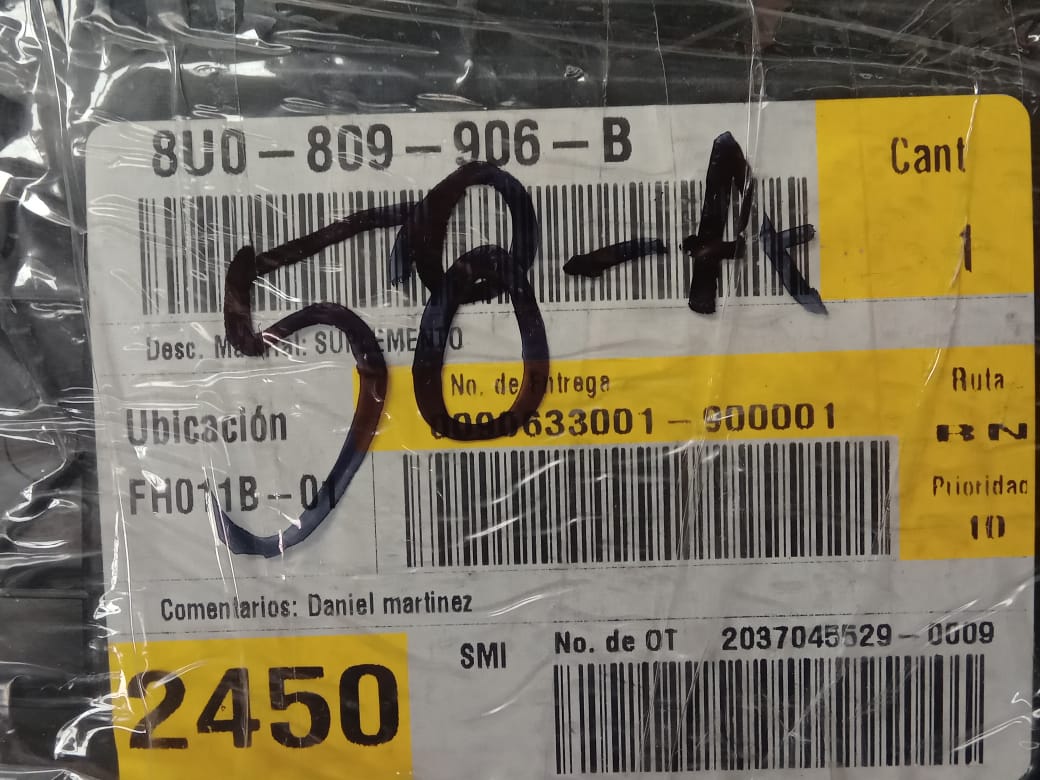 8U0-809-906-B
Cant
1
58-A
Desc. Material: SUPLEMENTO
No. de Entrega
0000633001-900001
Ruta
Ubicación
FH011B-01
Prioridad
10
Comentarios: Daniel martinez
2450
SMI
No. de OT 2037045529-0009